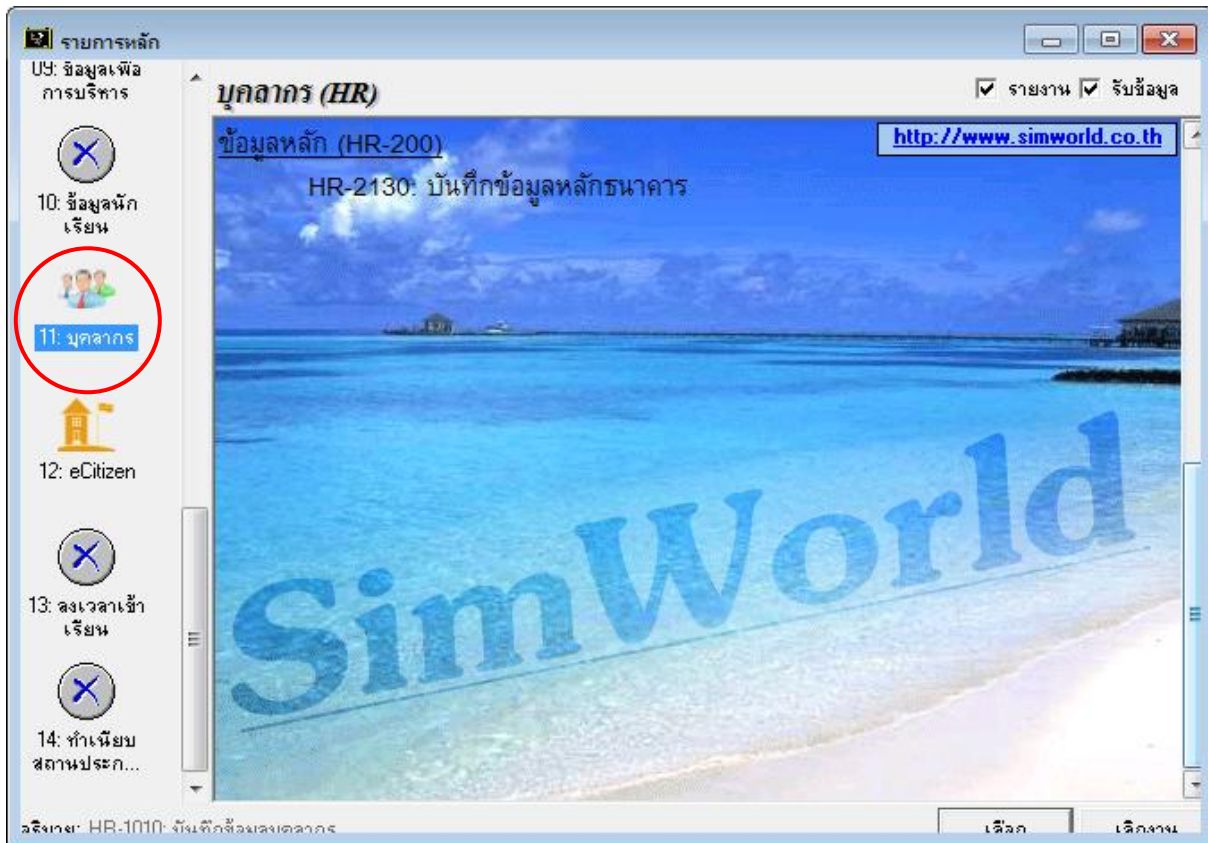 รายการหลัก
09: ข้อมูลเพื่อ
การบริหาร
10: ข้อมูลนัก
เรียน
11: บุคลากร
12: eCitizen
13: ลงเวลาเข้า
เรียน
14: ทำเนียบ
สถานประก...
บุคลากร (HR)
รายงาน
รับข้อมูล
ข้อมูลหลัก (HR-200)
http://www.simworld.co.th
HR-2130: บันทึกข้อมูลหลักธนาคาร
SimWorld
อธิบาย: HR-1010: บันทึกข้อมูลบุคลากร
เลือก
เลิกงาน